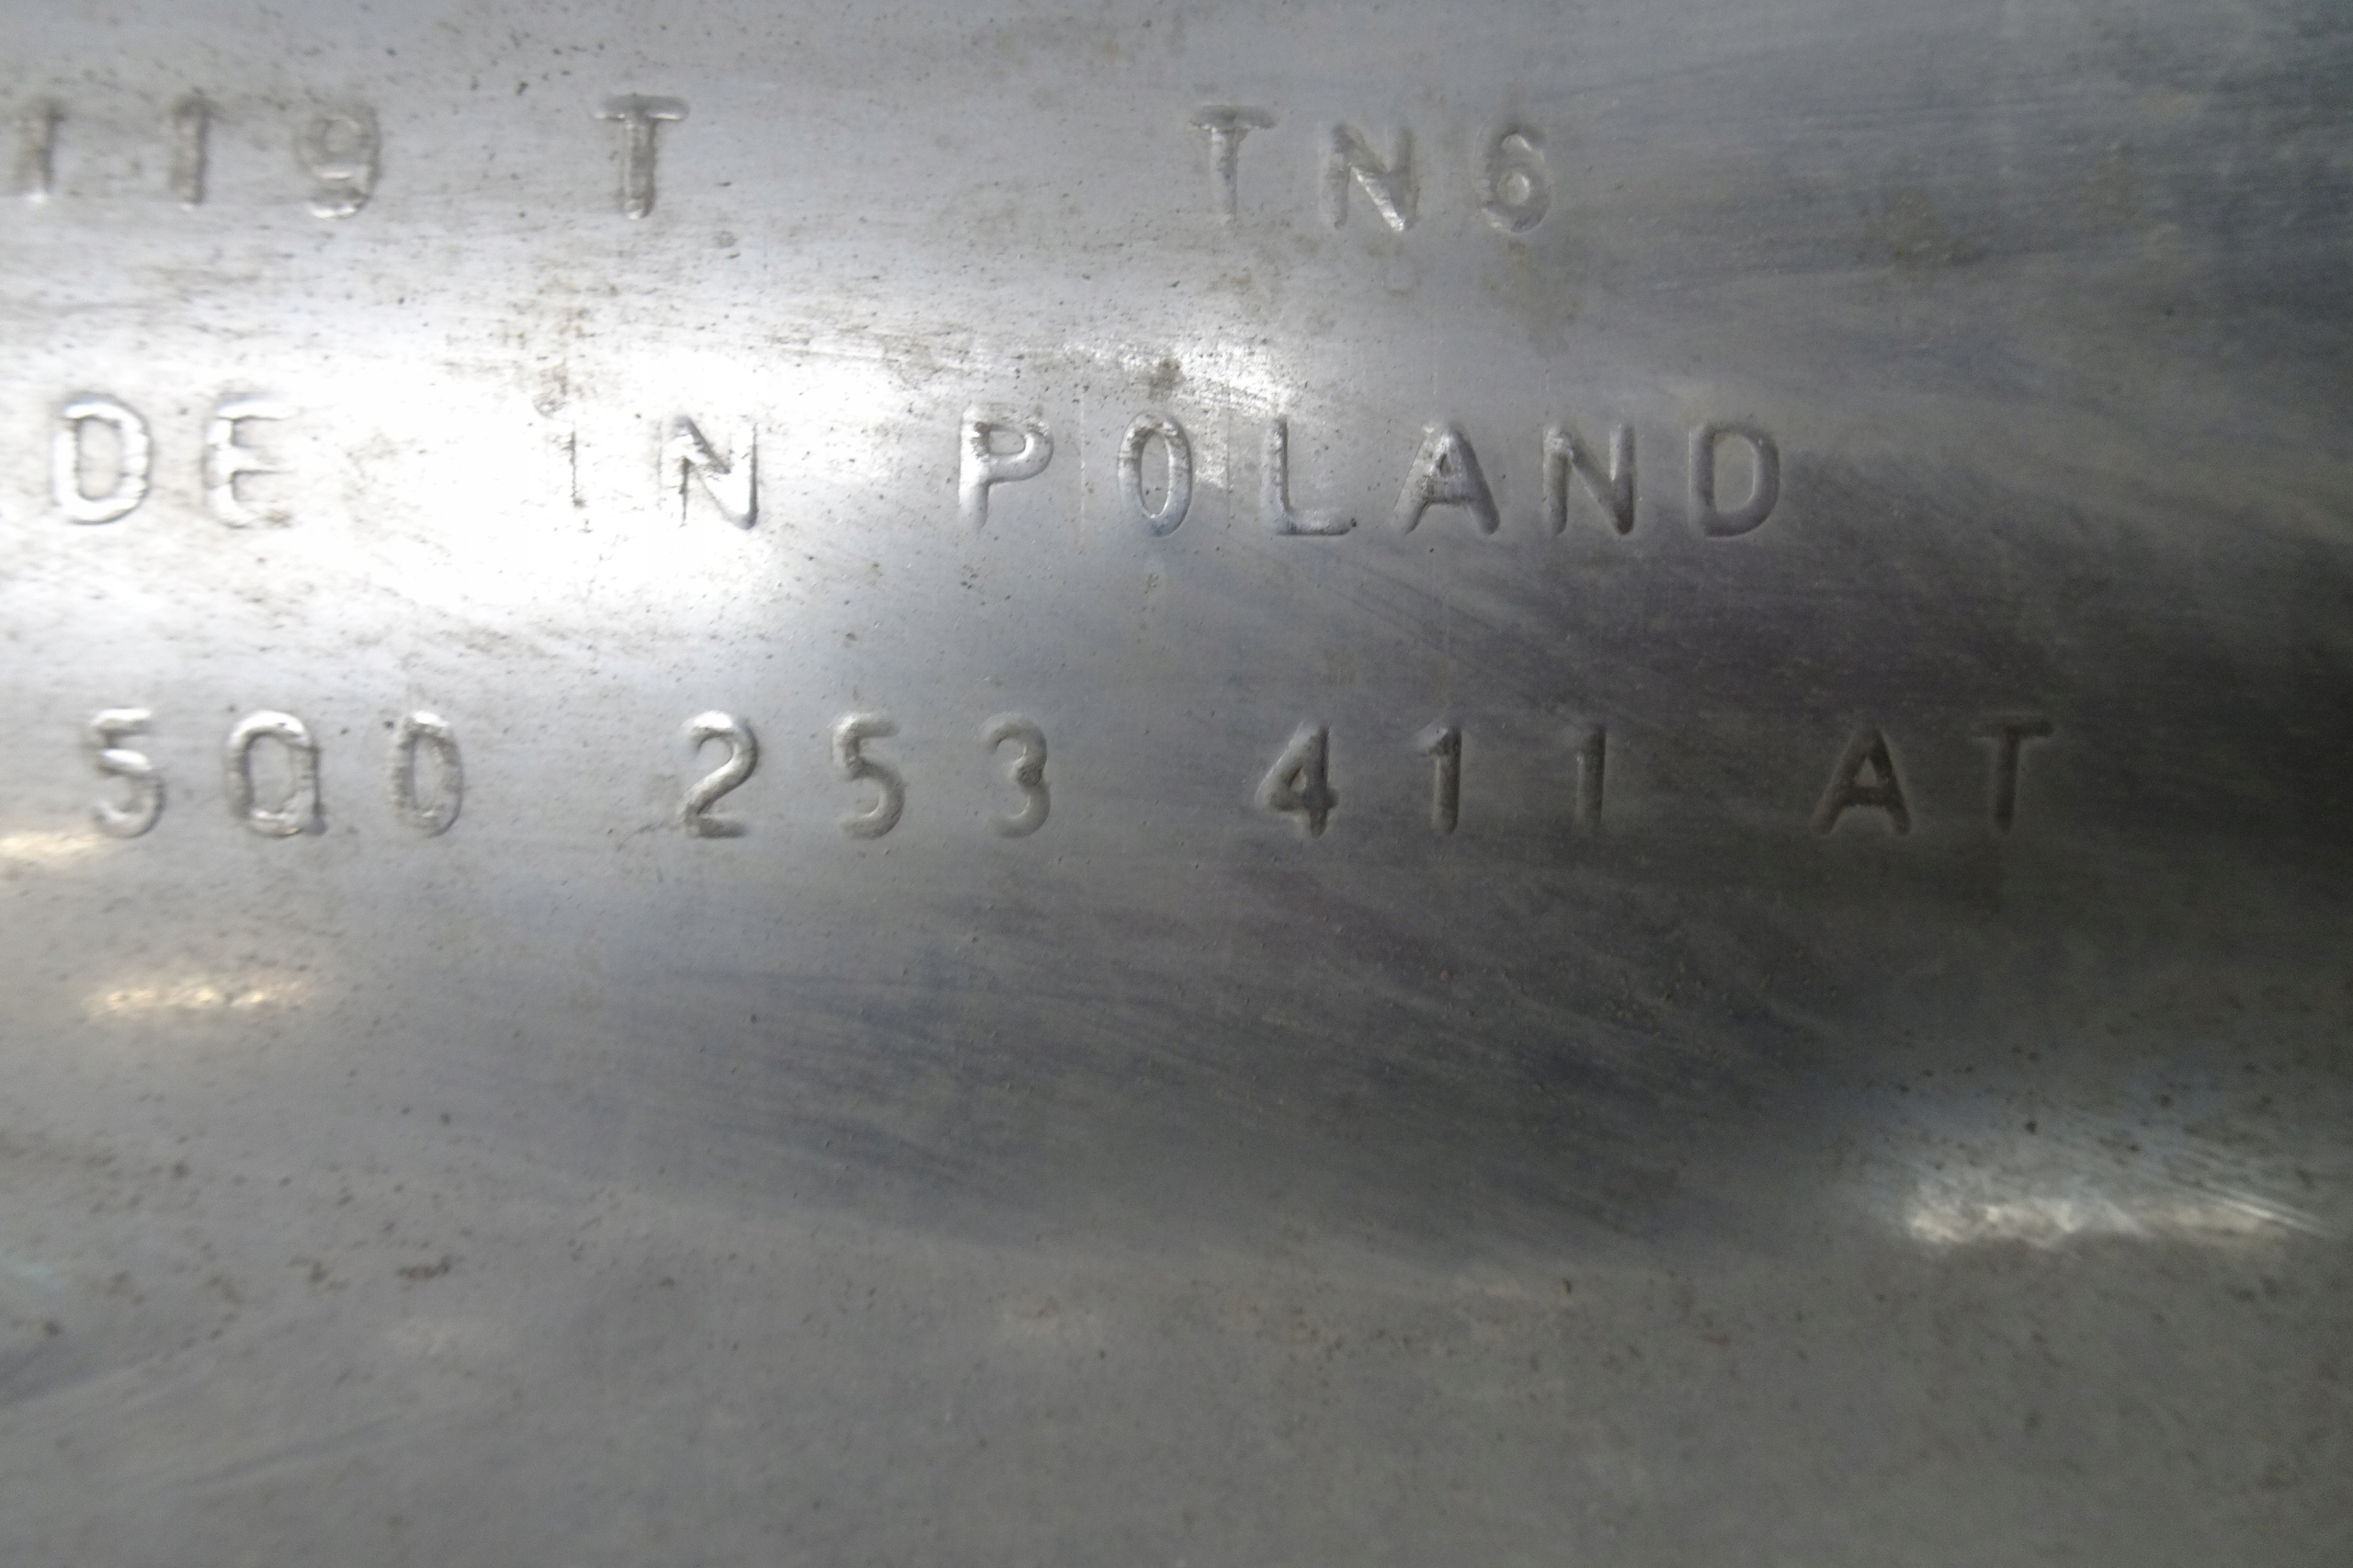 119 T TN6
DE IN POLAND
5Q0 253 411 AT